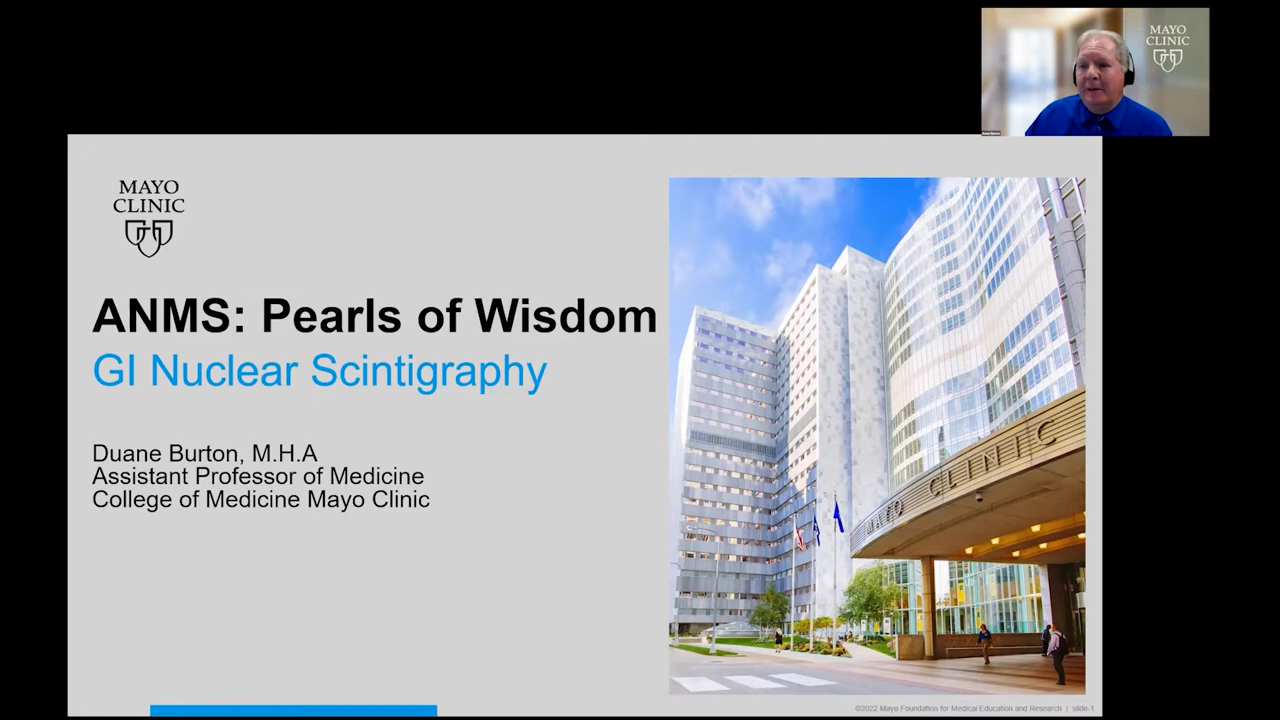 MAYO
CLINIC
MAYO
CLINIC
ANMS: Pearls of Wisdom
GI Nuclear Scintigraphy
Duane Burton, M.H.A
Assistant Professor of Medicine
College of Medicine Mayo Clinic
MAYO CLINIC
©2022 Mayo Foundation for Medical Education and Research | slide-1